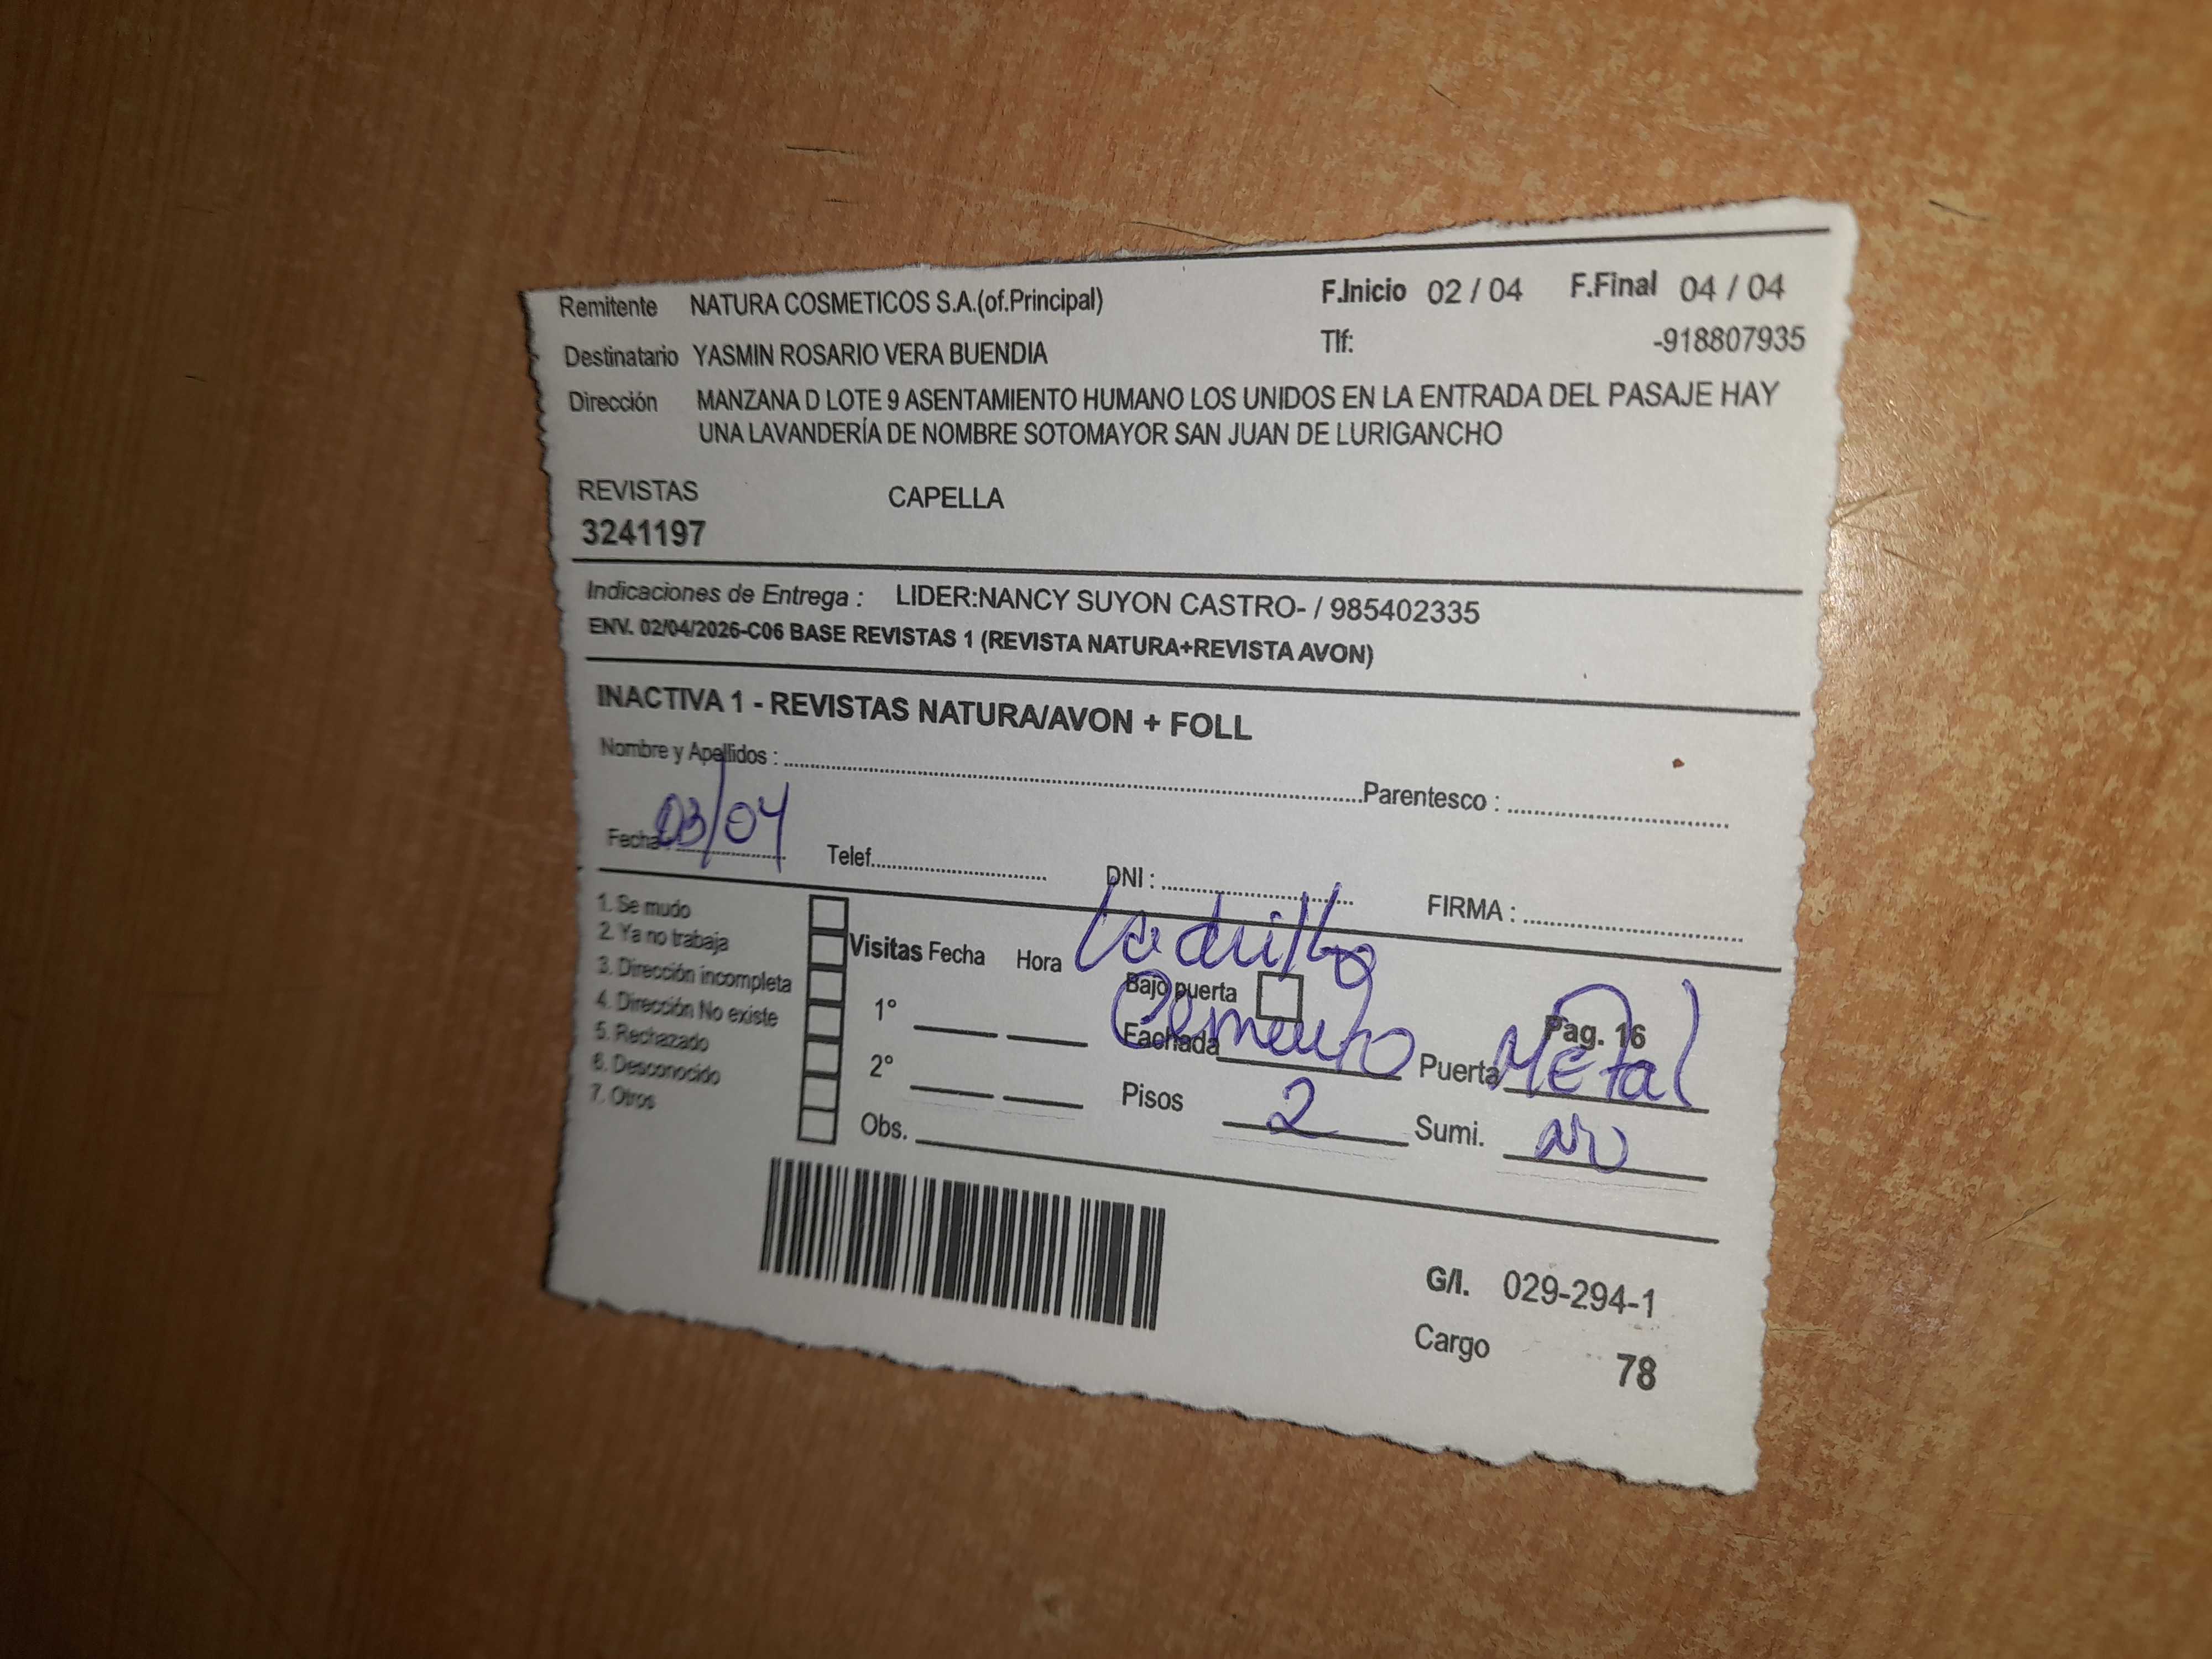 Remitente NATURA COSMETICOS S.A.(of.Principal) F.Inicio 02 / 04 F.Final 04 / 04
Destinatario YASMIN ROSARIO VERA BUENDIA Tlf: -918807935
Dirección MANZANA D LOTE 9 ASENTAMIENTO HUMANO LOS UNIDOS EN LA ENTRADA DEL PASAJE HAY
UNA LAVANDERÍA DE NOMBRE SOTOMAYOR SAN JUAN DE LURIGANCHO
REVISTAS CAPELLA
3241197
Indicaciones de Entrega : LIDER:NANCY SUYON CASTRO- / 985402335
ENV. 02/04/2026-C06 BASE REVISTAS 1 (REVISTA NATURA+REVISTA AVON)
INACTIVA 1 - REVISTAS NATURA/AVON + FOLL
Nombre y Apellidos : Parentesco :
Fecha : 03/04 Telef. DNI : FIRMA :
1. Se mudo
2. Ya no trabaja
3. Dirección incompleta
4. Dirección No existe
5. Rechazado
6. Desconocido
7. Otros
Visitas Fecha Hora Ladrillo
Bajo puerta
1° Fachada Cemento Puerta Metal Pag. 16
2° Pisos 2 Sumi.
Obs.
G/I. 029-294-1
Cargo 78